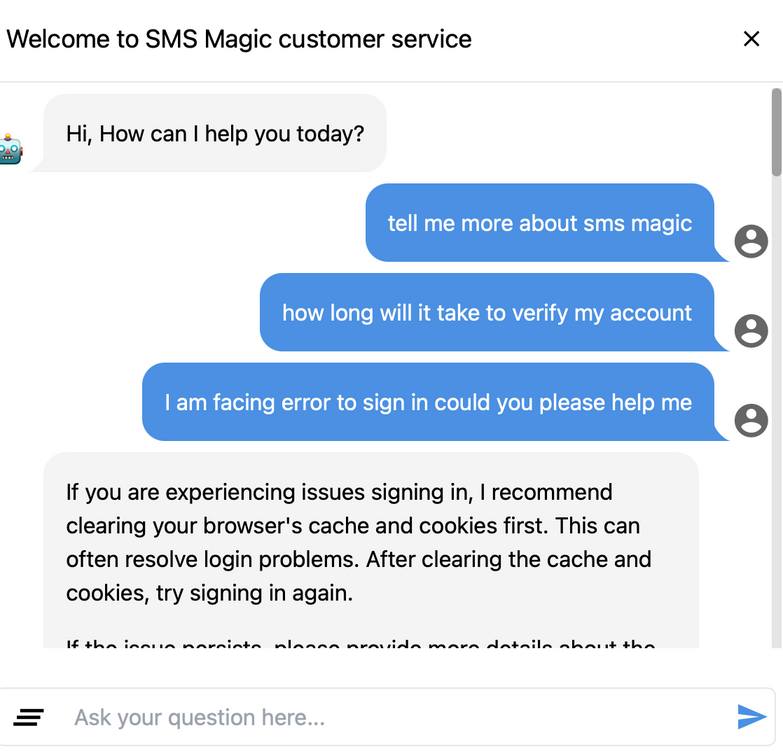 Welcome to SMS Magic customer service
Hi, How can I help you today?
tell me more about sms magic
how long will it take to verify my account
I am facing error to sign in could you please help me
If you are experiencing issues signing in, I recommend
clearing your browser's cache and cookies first. This can
often resolve login problems. After clearing the cache and
cookies, try signing in again.
If the issue persists, please provide more details about the
Ask your question here...